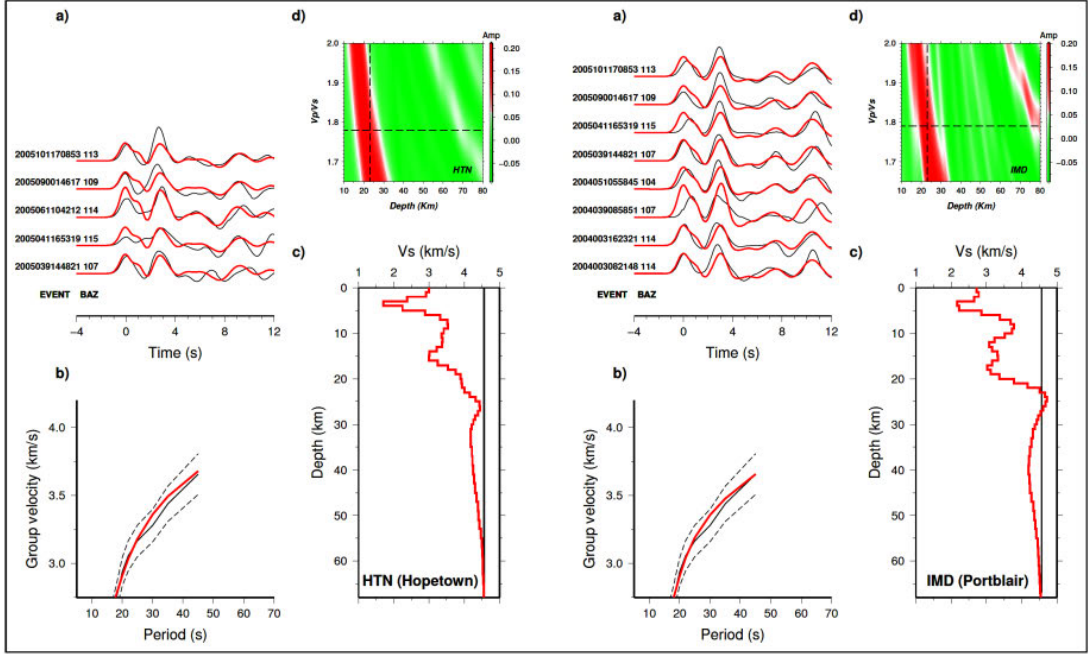 a)
d)
Amp
2.0
1.9
1.8
1.7
Vp/Vs
0.20
0.15
0.10
0.05
0.00
−0.05
HTN
10 20 30 40 50 60 70 80
Depth (Km)
2005101170853 113
2005090014617 109
2005061104212 114
2005041165319 115
2005039144821 107
EVENT BAZ
−4 0 4 8 12
Time (s)
b)
4.0
3.5
3.0
Group velocity (km/s)
10 20 30 40 50 60 70
Period (s)
c)
Vs (km/s)
1 2 3 4 5
0
10
20
30
40
50
60
Depth (km)
HTN (Hopetown)
a)
d)
Amp
2.0
1.9
1.8
1.7
Vp/Vs
0.20
0.15
0.10
0.05
0.00
−0.05
IMD
10 20 30 40 50 60 70 80
Depth (Km)
2005101170853 113
2005090014617 109
2005041165319 115
2005039144821 107
2004051055845 104
2004039085851 107
2004003162321 114
2004003082148 114
EVENT BAZ
−4 0 4 8 12
Time (s)
b)
4.0
3.5
3.0
Group velocity (km/s)
10 20 30 40 50 60 70
Period (s)
c)
Vs (km/s)
1 2 3 4 5
0
10
20
30
40
50
60
Depth (km)
IMD (Portblair)